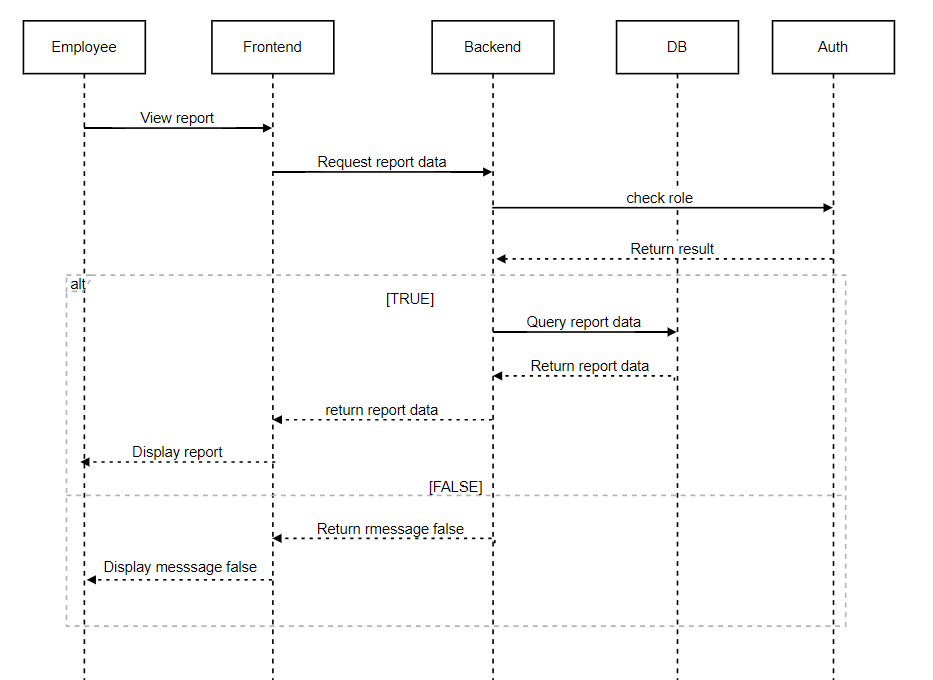 Employee
Frontend
Backend
DB
Auth
View report
Request report data
check role
Return result
alt
[TRUE]
Query report data
Return report data
return report data
Display report
[FALSE]
Return rmessage false
Display messsage false